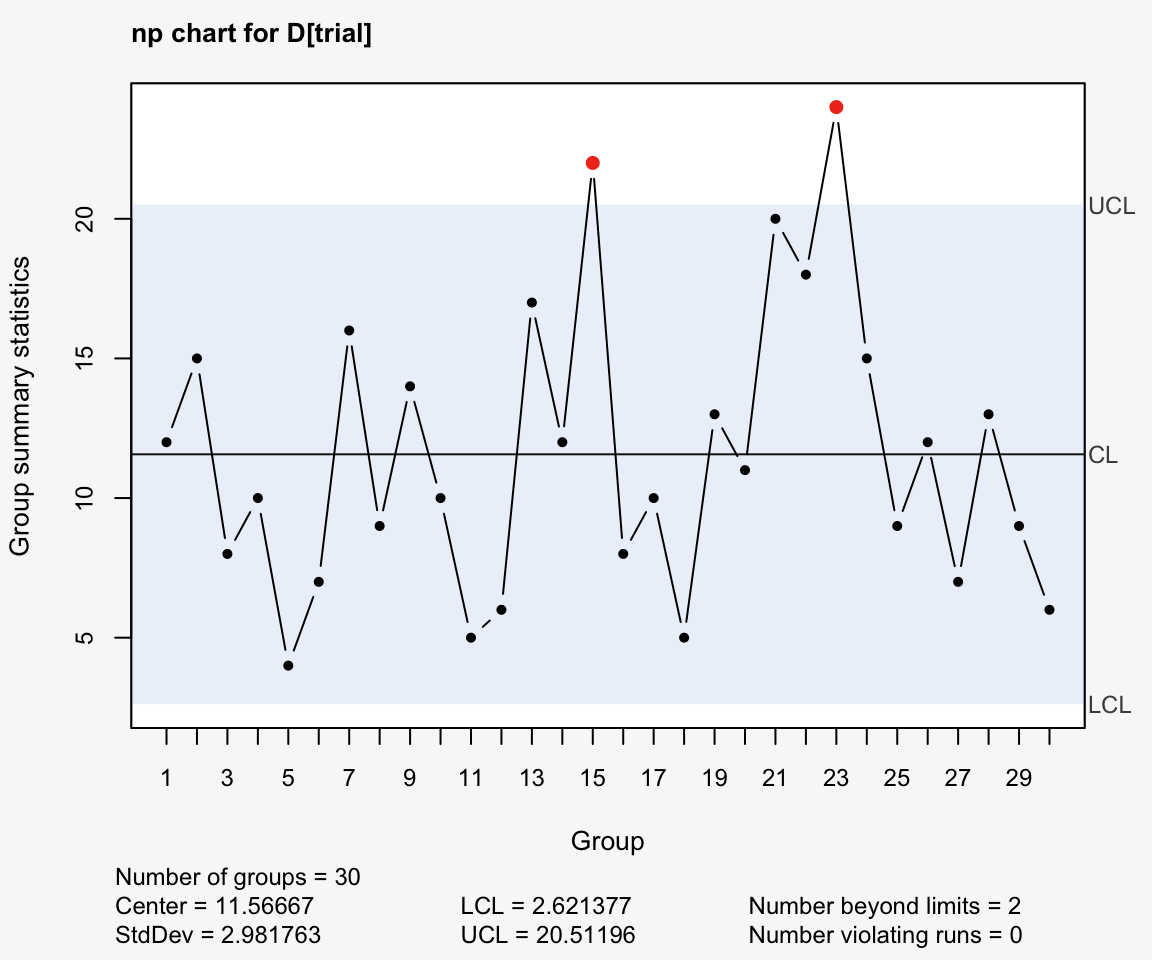 np chart for D[trial]
UCL
20
Group summary statistics
15
CL
10
5
LCL
1 3 5 7 9 11 13 15 17 19 21 23 25 27 29
Group
Number of groups = 30
Center = 11.56667 LCL = 2.621377 Number beyond limits = 2
StdDev = 2.981763 UCL = 20.51196 Number violating runs = 0